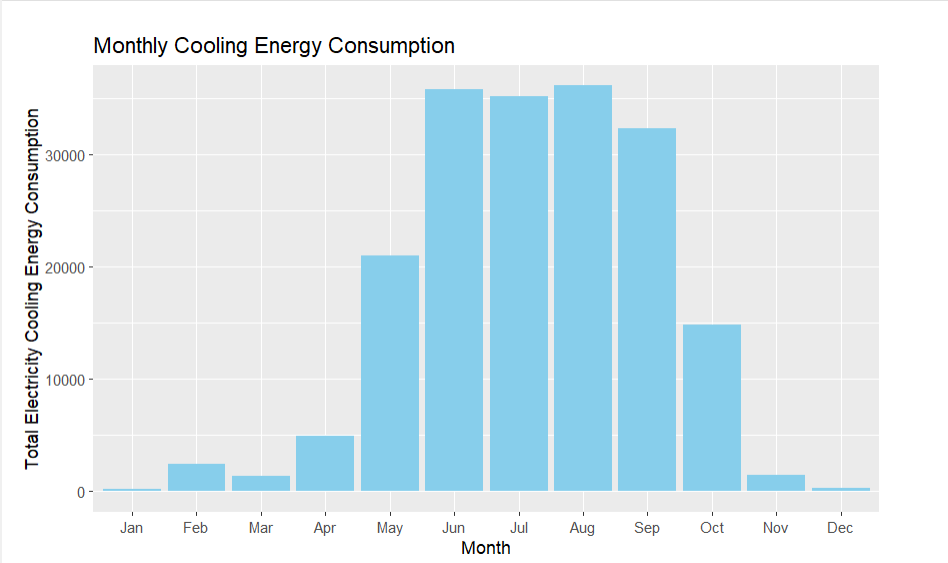 Monthly Cooling Energy Consumption
Total Electricity Cooling Energy Consumption
30000
20000
10000
0
Jan Feb Mar Apr May Jun Jul Aug Sep Oct Nov Dec
Month